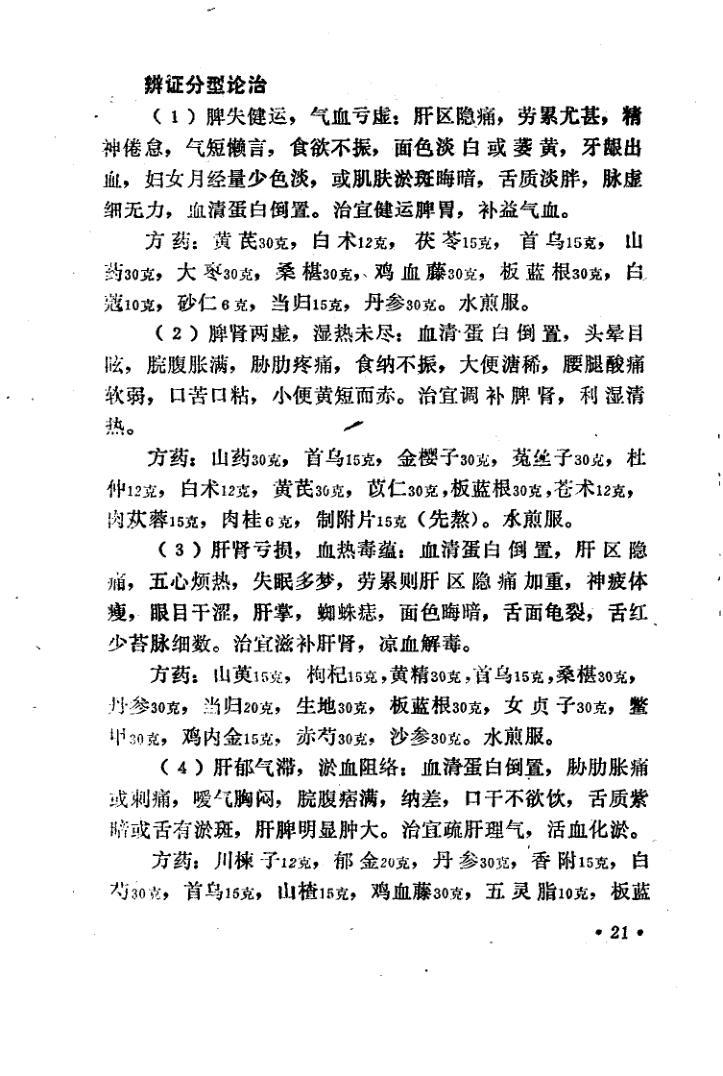 辨证分型论治
（1）脾失健运，气血亏虚：肝区隐痛，劳累尤甚，精
神倦怠，气短懒言，食欲不振，面色淡白或萎黄，牙龈出
血，妇女月经量少色淡，或肌肤淤斑晦暗，舌质淡胖，脉虚
细无力，血清蛋白倒置。治宜健运脾胃，补益气血。
方药：黄芪30克，白术12克，茯苓15克，首乌15克，山
药30克，大枣30克，桑椹30克，鸡血藤30克，板蓝根30克，白
蔻10克，砂仁6克，当归15克，丹参30克。水煎服。
（2）脾肾两虚，湿热未尽：血清蛋白倒置，头晕目
眩，脘腹胀满，胁肋疼痛，食纳不振，大便溏稀，腰腿酸痛
软弱，口苦口粘，小便黄短而赤。治宜调补脾肾，利湿清
热。
方药：山药30克，首乌15克，金樱子30克，菟丝子30克，杜
仲12克，白术12克，黄芪30克，苡仁30克，板蓝根30克，苍术12克，
肉苁蓉15克，肉桂6克，制附片15克（先熬）。水煎服。
（3）肝肾亏损，血热毒蕴：血清蛋白倒置，肝区隐
痛，五心烦热，失眠多梦，劳累则肝区隐痛加重，神疲体
瘦，眼目干涩，肝掌，蜘蛛痣，面色晦暗，舌面龟裂，舌红
少苔脉细数。治宜滋补肝肾，凉血解毒。
方药：山萸15克，枸杞15克，黄精30克，首乌15克，桑椹30克，
丹参30克，当归20克，生地30克，板蓝根30克，女贞子30克，鳖
甲30克，鸡内金15克，赤芍30克，沙参30克。水煎服。
（4）肝郁气滞，淤血阻络：血清蛋白倒置，胁肋胀痛
或刺痛，嗳气胸闷，脘腹痞满，纳差，口干不欲饮，舌质紫
暗或舌有淤斑，肝脾明显肿大。治宜疏肝理气，活血化淤。
方药：川楝子12克，郁金20克，丹参30克，香附15克，白
芍30克，首乌15克，山楂15克，鸡血藤30克，五灵脂10克，板蓝
•21•